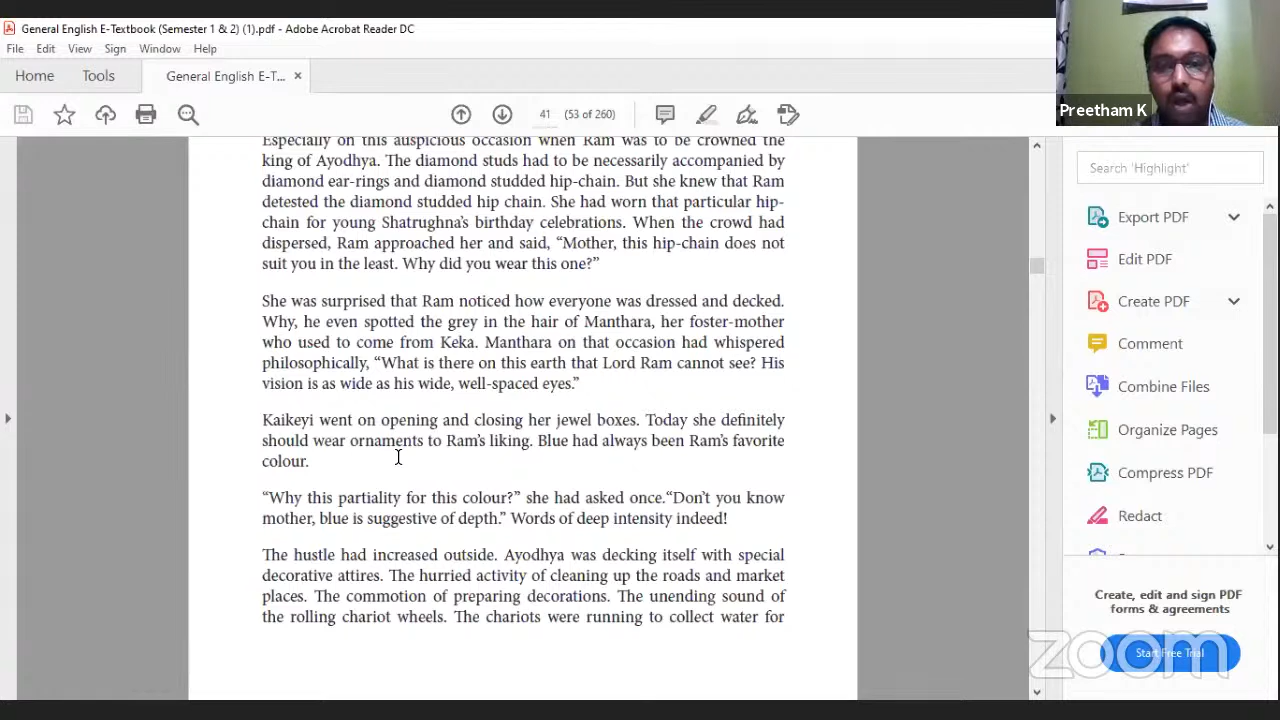 General English E-Textbook (Semester 1 & 2) (1).pdf - Adobe Acrobat Reader DC
File Edit View Sign Window Help
Home Tools General English E-T... ×
41 (53 of 260)
Preetham K
Especially on this auspicious occasion when Ram was to be crowned the
king of Ayodhya. The diamond studs had to be necessarily accompanied by
diamond ear-rings and diamond studded hip-chain. But she knew that Ram
detested the diamond studded hip chain. She had worn that particular hip-
chain for young Shatrughna's birthday celebrations. When the crowd had
dispersed, Ram approached her and said, “Mother, this hip-chain does not
suit you in the least. Why did you wear this one?”
She was surprised that Ram noticed how everyone was dressed and decked.
Why, he even spotted the grey in the hair of Manthara, her foster-mother
who used to come from Keka. Manthara on that occasion had whispered
philosophically, “What is there on this earth that Lord Ram cannot see? His
vision is as wide as his wide, well-spaced eyes.”
Kaikeyi went on opening and closing her jewel boxes. Today she definitely
should wear ornaments to Ram's liking. Blue had always been Ram's favorite
colour.
“Why this partiality for this colour?” she had asked once.“Don't you know
mother, blue is suggestive of depth.” Words of deep intensity indeed!
The hustle had increased outside. Ayodhya was decking itself with special
decorative attires. The hurried activity of cleaning up the roads and market
places. The commotion of preparing decorations. The unending sound of
the rolling chariot wheels. The chariots were running to collect water for
Search 'Highlight'
Export PDF
Edit PDF
Create PDF
Comment
Combine Files
Organize Pages
Compress PDF
Redact
Create, edit and sign PDF
forms & agreements
Start Free Trial
zoom